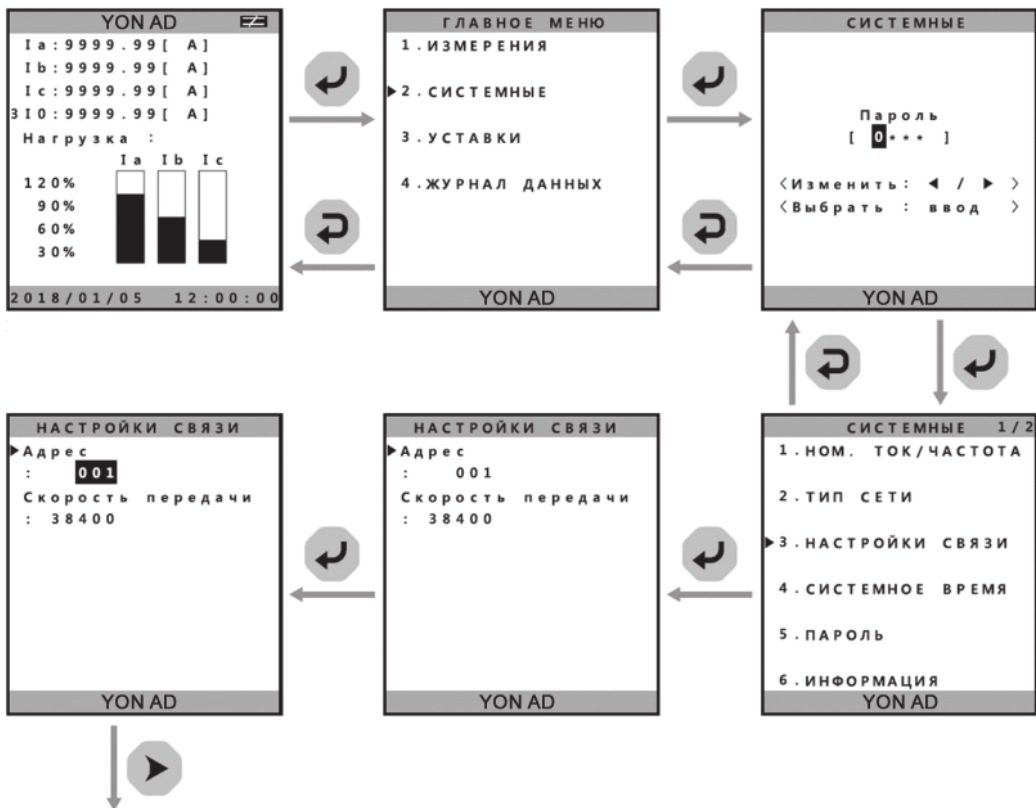 YON AD
Ia:9999.99[ A]
Ib:9999.99[ A]
Ic:9999.99[ A]
3I0:9999.99[ A]
Нагрузка :
Ia Ib Ic
120%
90%
60%
30%
2018/01/05 12:00:00
ГЛАВНОЕ МЕНЮ
1.ИЗМЕРЕНИЯ
▶2.СИСТЕМНЫЕ
3.УСТАВКИ
4.ЖУРНАЛ ДАННЫХ
YON AD
СИСТЕМНЫЕ
Пароль
[ 0*** ]
<Изменить: ◀ / ▶ >
<Выбрать : ввод >
YON AD
НАСТРОЙКИ СВЯЗИ
▶Адрес
: 001
Скорость передачи
: 38400
YON AD
НАСТРОЙКИ СВЯЗИ
▶Адрес
: 001
Скорость передачи
: 38400
YON AD
СИСТЕМНЫЕ 1/2
1.НОМ. ТОК/ЧАСТОТА
2.ТИП СЕТИ
▶3.НАСТРОЙКИ СВЯЗИ
4.СИСТЕМНОЕ ВРЕМЯ
5.ПАРОЛЬ
6.ИНФОРМАЦИЯ
YON AD